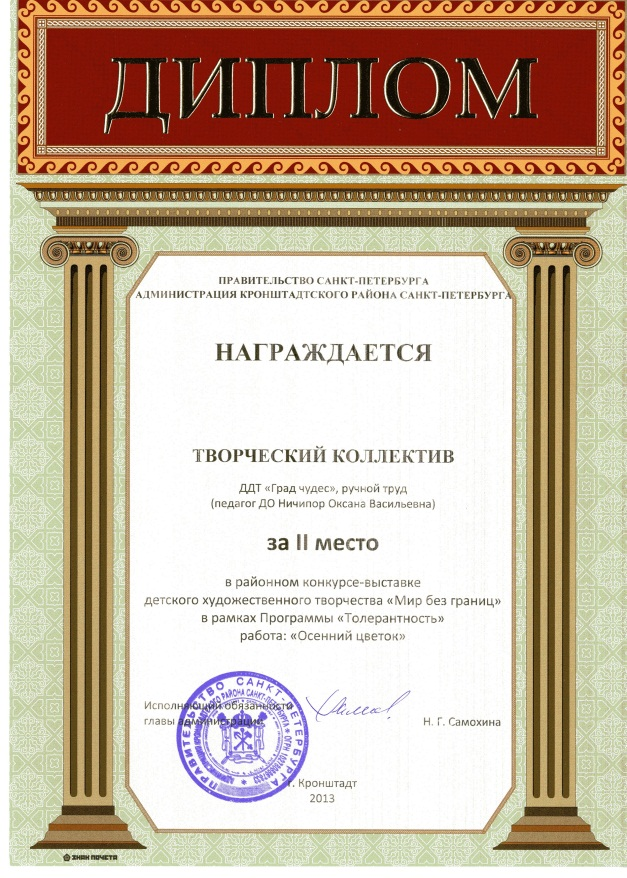 ДИПЛОМ
ПРАВИТЕЛЬСТВО САНКТ-ПЕТЕРБУРГА
АДМИНИСТРАЦИЯ КРОНШТАДТСКОГО РАЙОНА САНКТ-ПЕТЕРБУРГА
НАГРАЖДАЕТСЯ
ТВОРЧЕСКИЙ КОЛЛЕКТИВ
ДДТ «Град чудес», ручной труд
(педагог ДО Ничипор Оксана Васильевна)
за II место
в районном конкурсе-выставке
детского художественного творчества «Мир без границ»
в рамках Программы «Толерантность»
работа: «Осенний цветок»
Исполняющий обязанности
главы администрации
Н. Г. Самохина
ПРАВИТЕЛЬСТВО САНКТ-ПЕТЕРБУРГА
АДМИНИСТРАЦИЯ КРОНШТАДТСКОГО РАЙОНА САНКТ-ПЕТЕРБУРГА
г. Кронштадт
2013
ЗНАК ПОЧЕТА